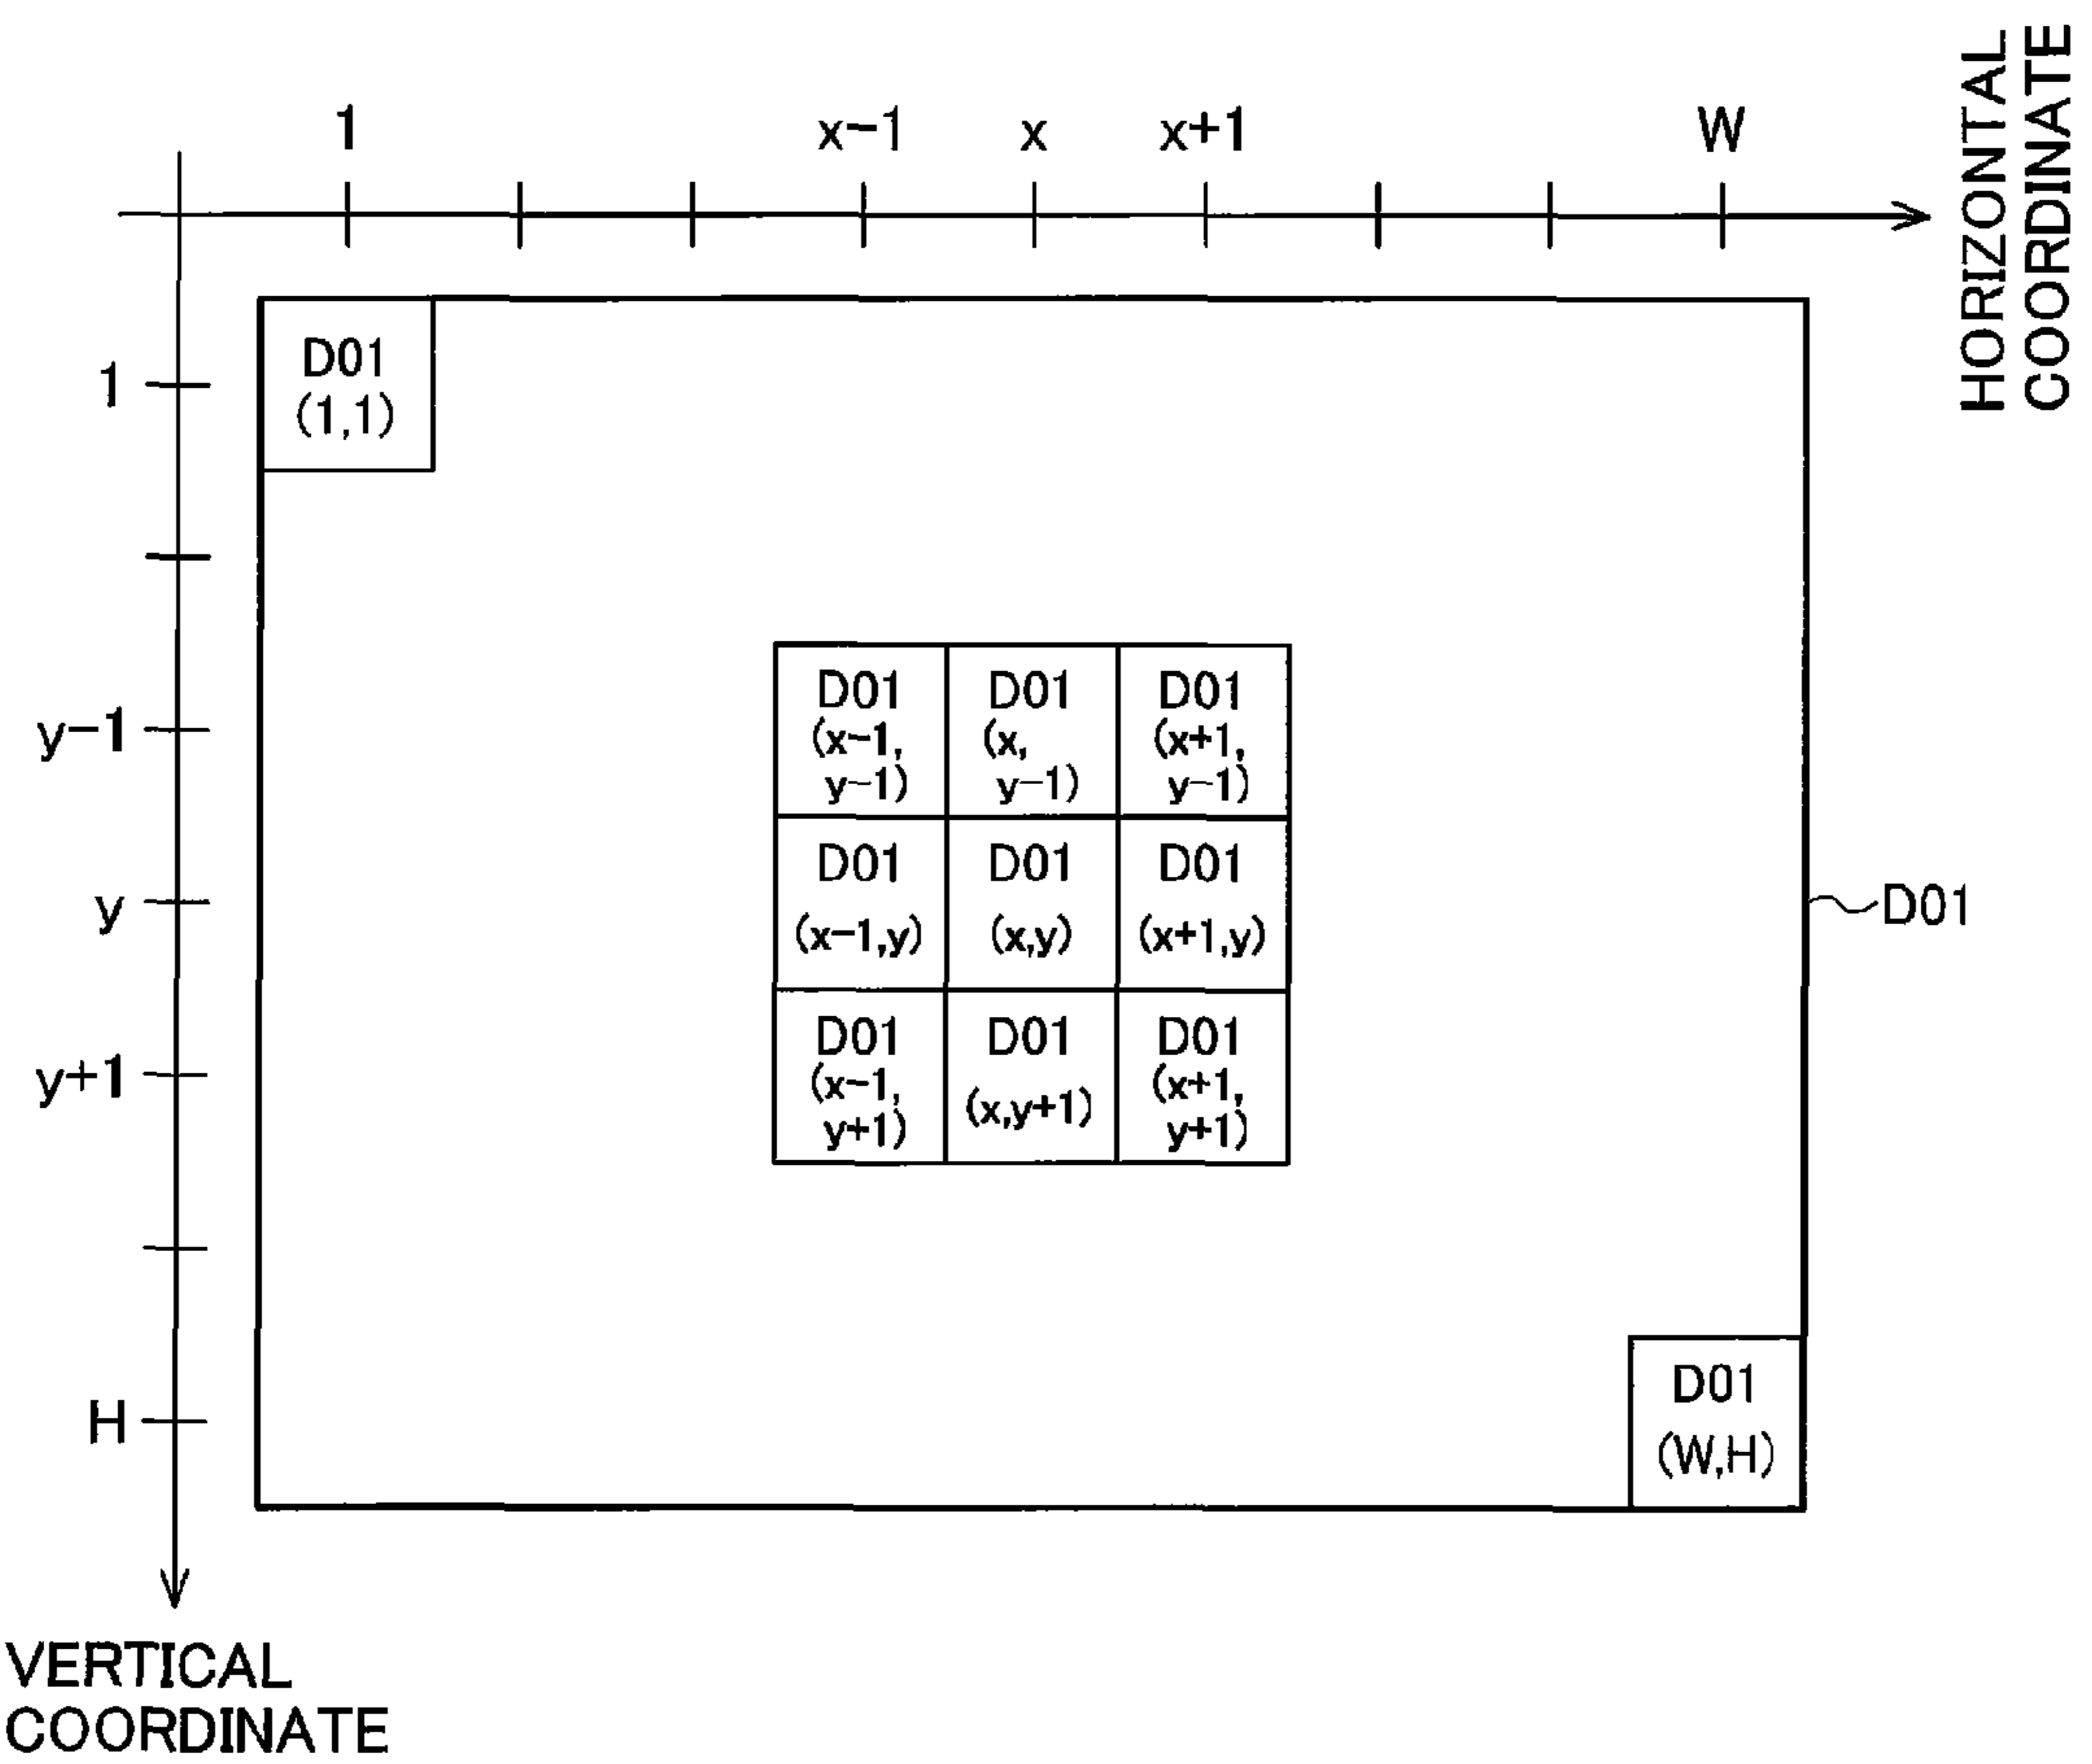 HORIZONTAL
COORDINATE
1
x-1
x
x+1
W
1
D01
(1,1)
y-1
D01
(x-1,
y-1)
D01
(x,
y-1)
D01
(x+1,
y-1)
y
D01
(x-1,y)
D01
(x,y)
D01
(x+1,y)
D01
y+1
D01
(x-1,
y+1)
D01
(x,y+1)
D01
(x+1,
y+1)
H
D01
(W,H)
VERTICAL
COORDINATE